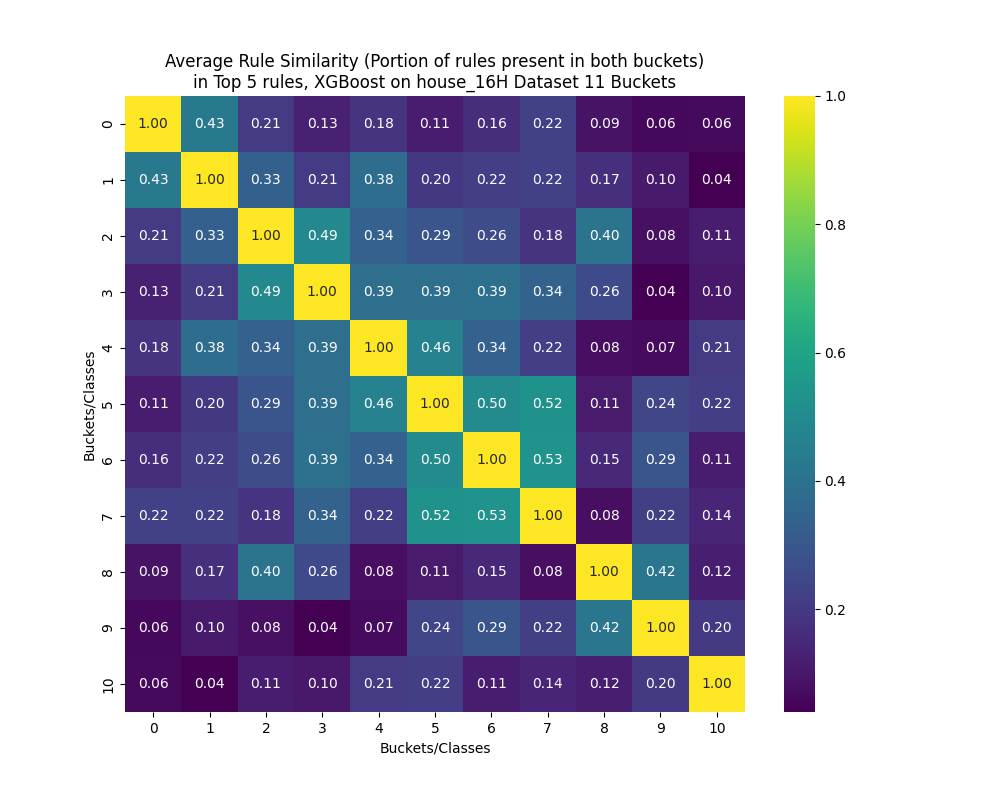 Average Rule Similarity (Portion of rules present in both buckets)
in Top 5 rules, XGBoost on house_16H Dataset 11 Buckets
0 1.00 0.43 0.21 0.13 0.18 0.11 0.16 0.22 0.09 0.06 0.06
1 0.43 1.00 0.33 0.21 0.38 0.20 0.22 0.22 0.17 0.10 0.04
2 0.21 0.33 1.00 0.49 0.34 0.29 0.26 0.18 0.40 0.08 0.11
3 0.13 0.21 0.49 1.00 0.39 0.39 0.39 0.34 0.26 0.04 0.10
4 0.18 0.38 0.34 0.39 1.00 0.46 0.34 0.22 0.08 0.07 0.21
5 0.11 0.20 0.29 0.39 0.46 1.00 0.50 0.52 0.11 0.24 0.22
6 0.16 0.22 0.26 0.39 0.34 0.50 1.00 0.53 0.15 0.29 0.11
7 0.22 0.22 0.18 0.34 0.22 0.52 0.53 1.00 0.08 0.22 0.14
8 0.09 0.17 0.40 0.26 0.08 0.11 0.15 0.08 1.00 0.42 0.12
9 0.06 0.10 0.08 0.04 0.07 0.24 0.29 0.22 0.42 1.00 0.20
10 0.06 0.04 0.11 0.10 0.21 0.22 0.11 0.14 0.12 0.20 1.00
0 1 2 3 4 5 6 7 8 9 10
Buckets/Classes
Buckets/Classes
1.0
0.8
0.6
0.4
0.2